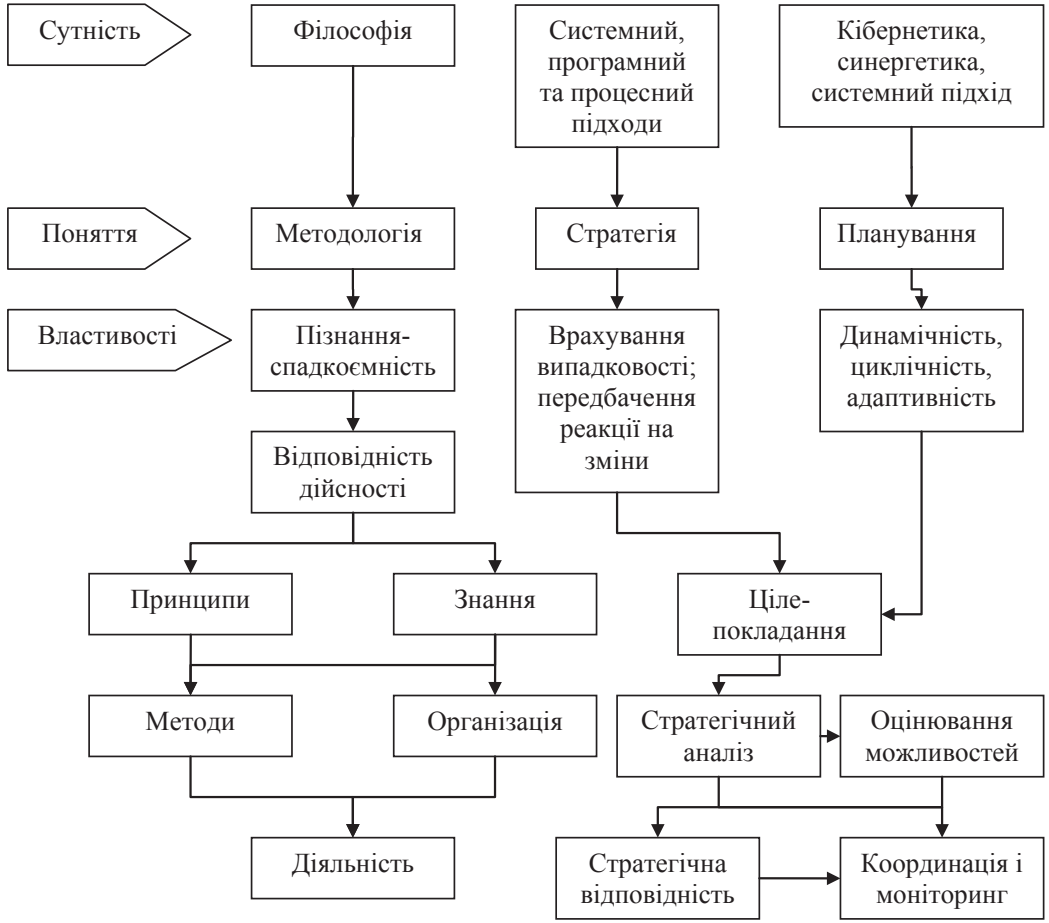 Сутність
Філософія
Системний,
програмний
та процесний
підходи
Кібернетика,
синергетика,
системний підхід
Поняття
Методологія
Стратегія
Планування
Властивості
Пізнання-
спадкоємність
Врахування
випадковості;
передбачення
реакції на
зміни
Динамічність,
циклічність,
адаптивність
Відповідність
дійсності
Принципи
Знання
Ціле-
покладання
Методи
Організація
Стратегічний
аналіз
Оцінювання
можливостей
Діяльність
Стратегічна
відповідність
Координація і
моніторинг